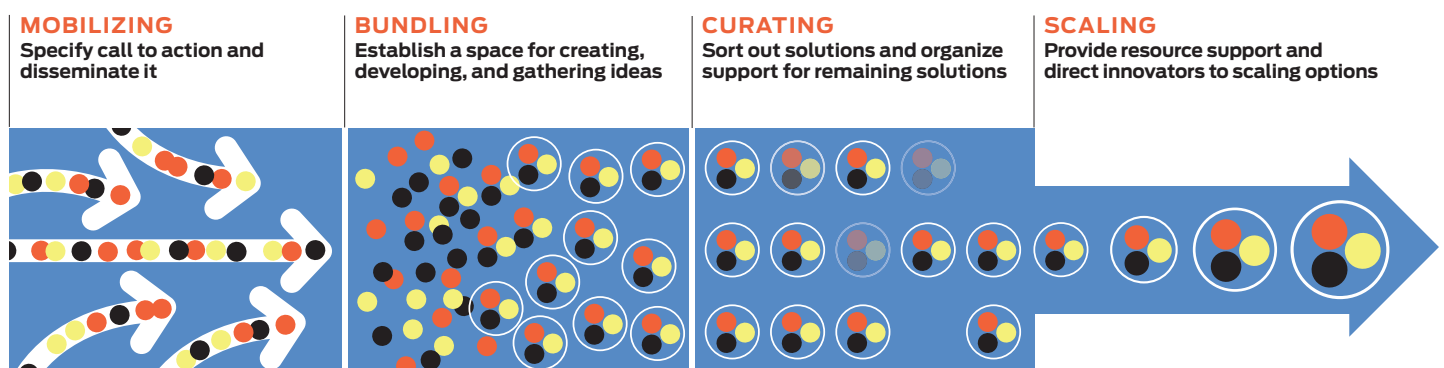 MOBILIZING
Specify call to action and
disseminate it
BUNDLING
Establish a space for creating,
developing, and gathering ideas
CURATING
Sort out solutions and organize
support for remaining solutions
SCALING
Provide resource support and
direct innovators to scaling options